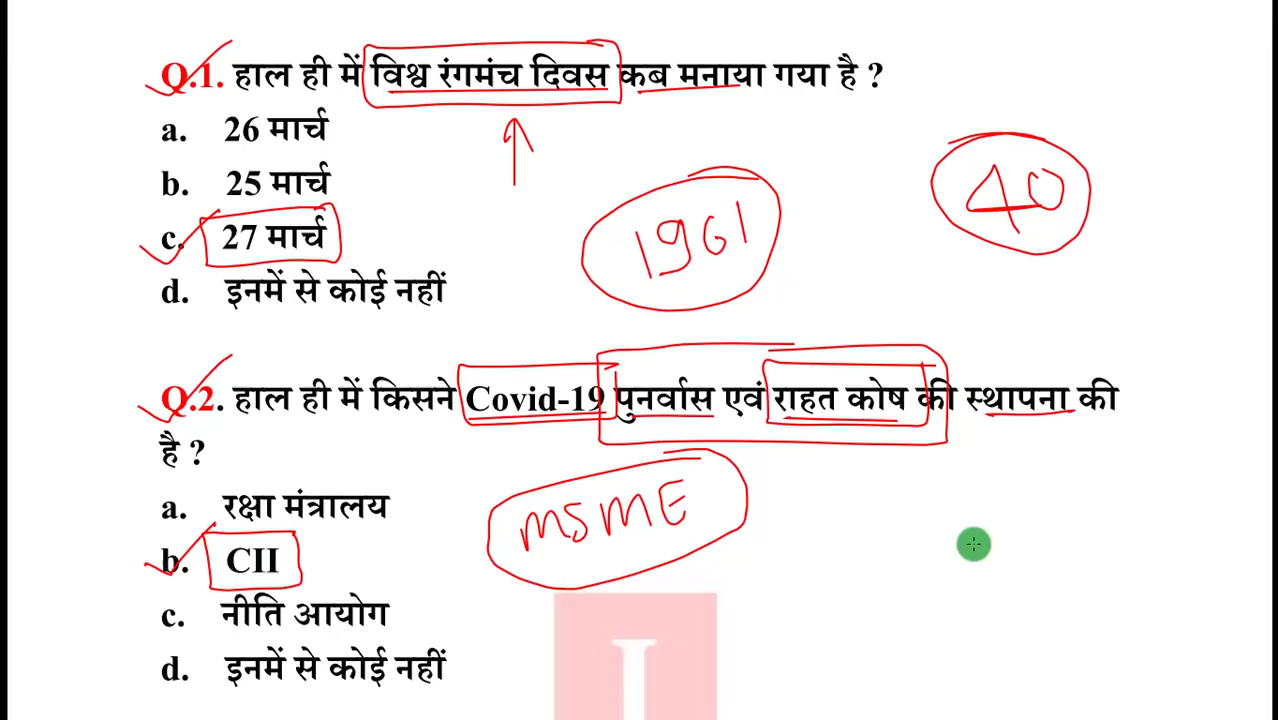 Q.1. हाल ही में विश्व रंगमंच दिवस कब मनाया गया है ?
a. 26 मार्च
b. 25 मार्च
c. 27 मार्च
d. इनमें से कोई नहीं
1961
40
Q.2. हाल ही में किसने Covid-19 पुनर्वास एवं राहत कोष की स्थापना की
है ?
a. रक्षा मंत्रालय
MSME
b. CII
c. नीति आयोग
d. इनमें से कोई नहीं
I